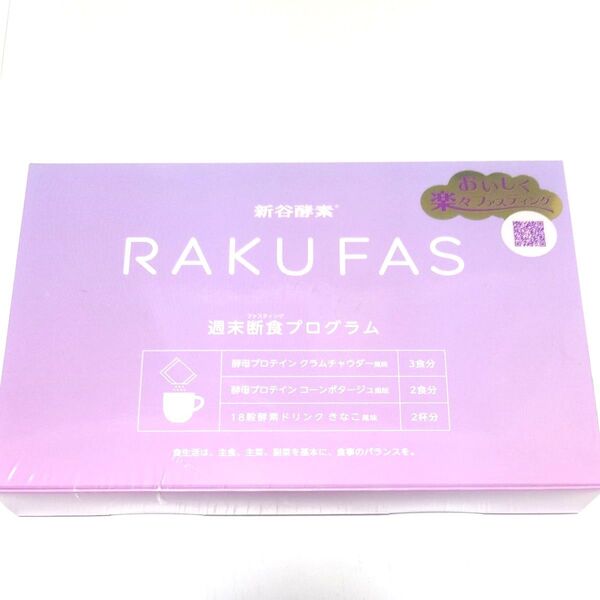 おいしく
楽々ファスティング
新谷酵素®
RAKUFAS
ファスティング
週末断食プログラム
酵母プロテイン クラムチャウダー風味 3食分
酵母プロテイン コーンポタージュ風味 2食分
18穀酵素ドリンク きなこ風味 2杯分
食生活は、主食、主菜、副菜を基本に、食事のバランスを。